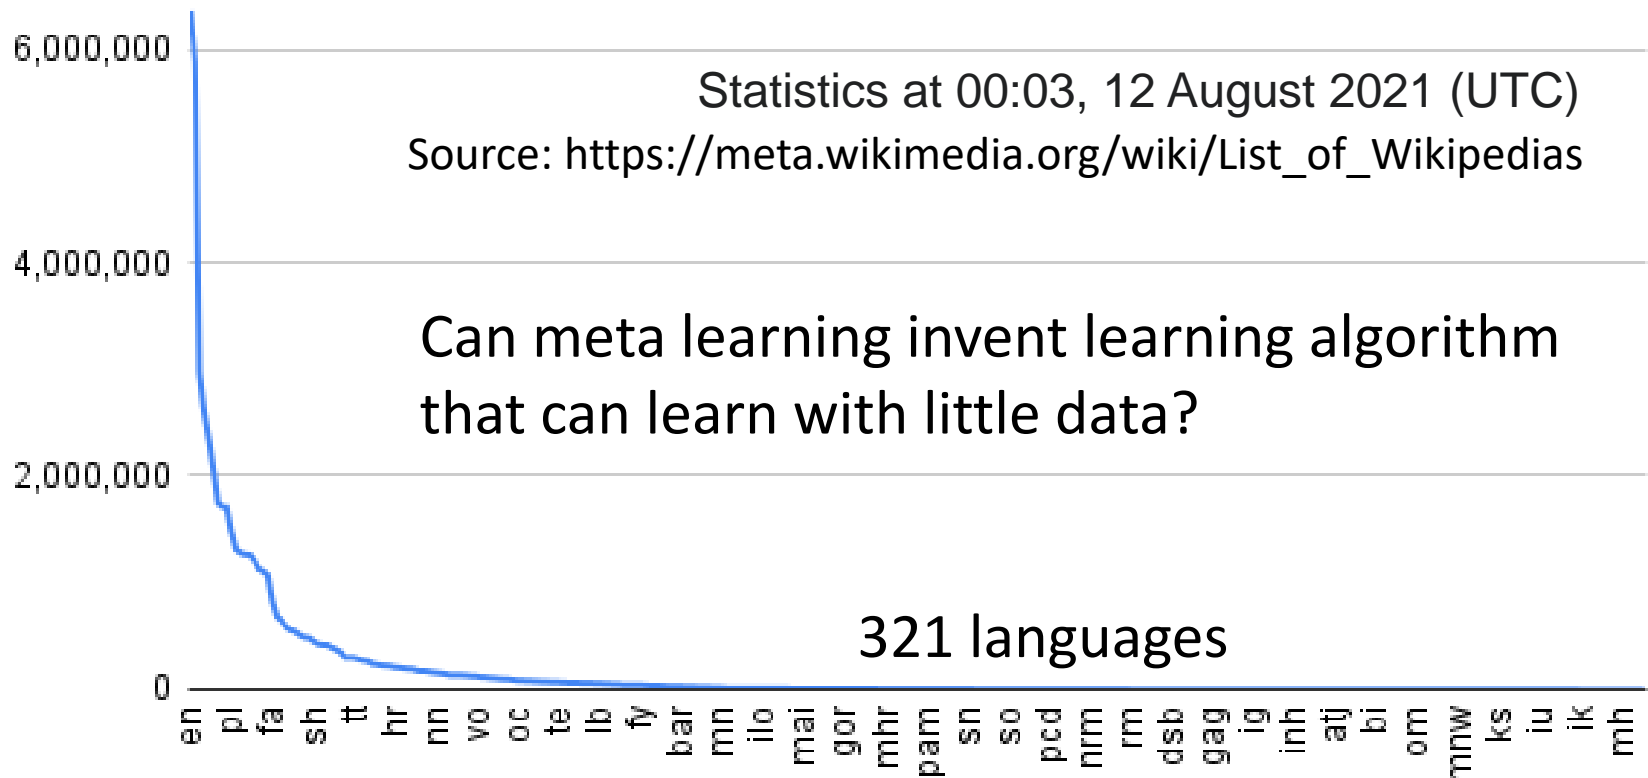 6,000,000
Statistics at 00:03, 12 August 2021 (UTC)
Source: https://meta.wikimedia.org/wiki/List_of_Wikipedias
4,000,000
Can meta learning invent learning algorithm
that can learn with little data?
2,000,000
321 languages
0
en pl fa sh tt hr nn vo oc te lb fy bar mn ilo mai gor mhr pam sn so pcd nrm rm dsb gag ig inh atj bi om mnw ks iu ik mh